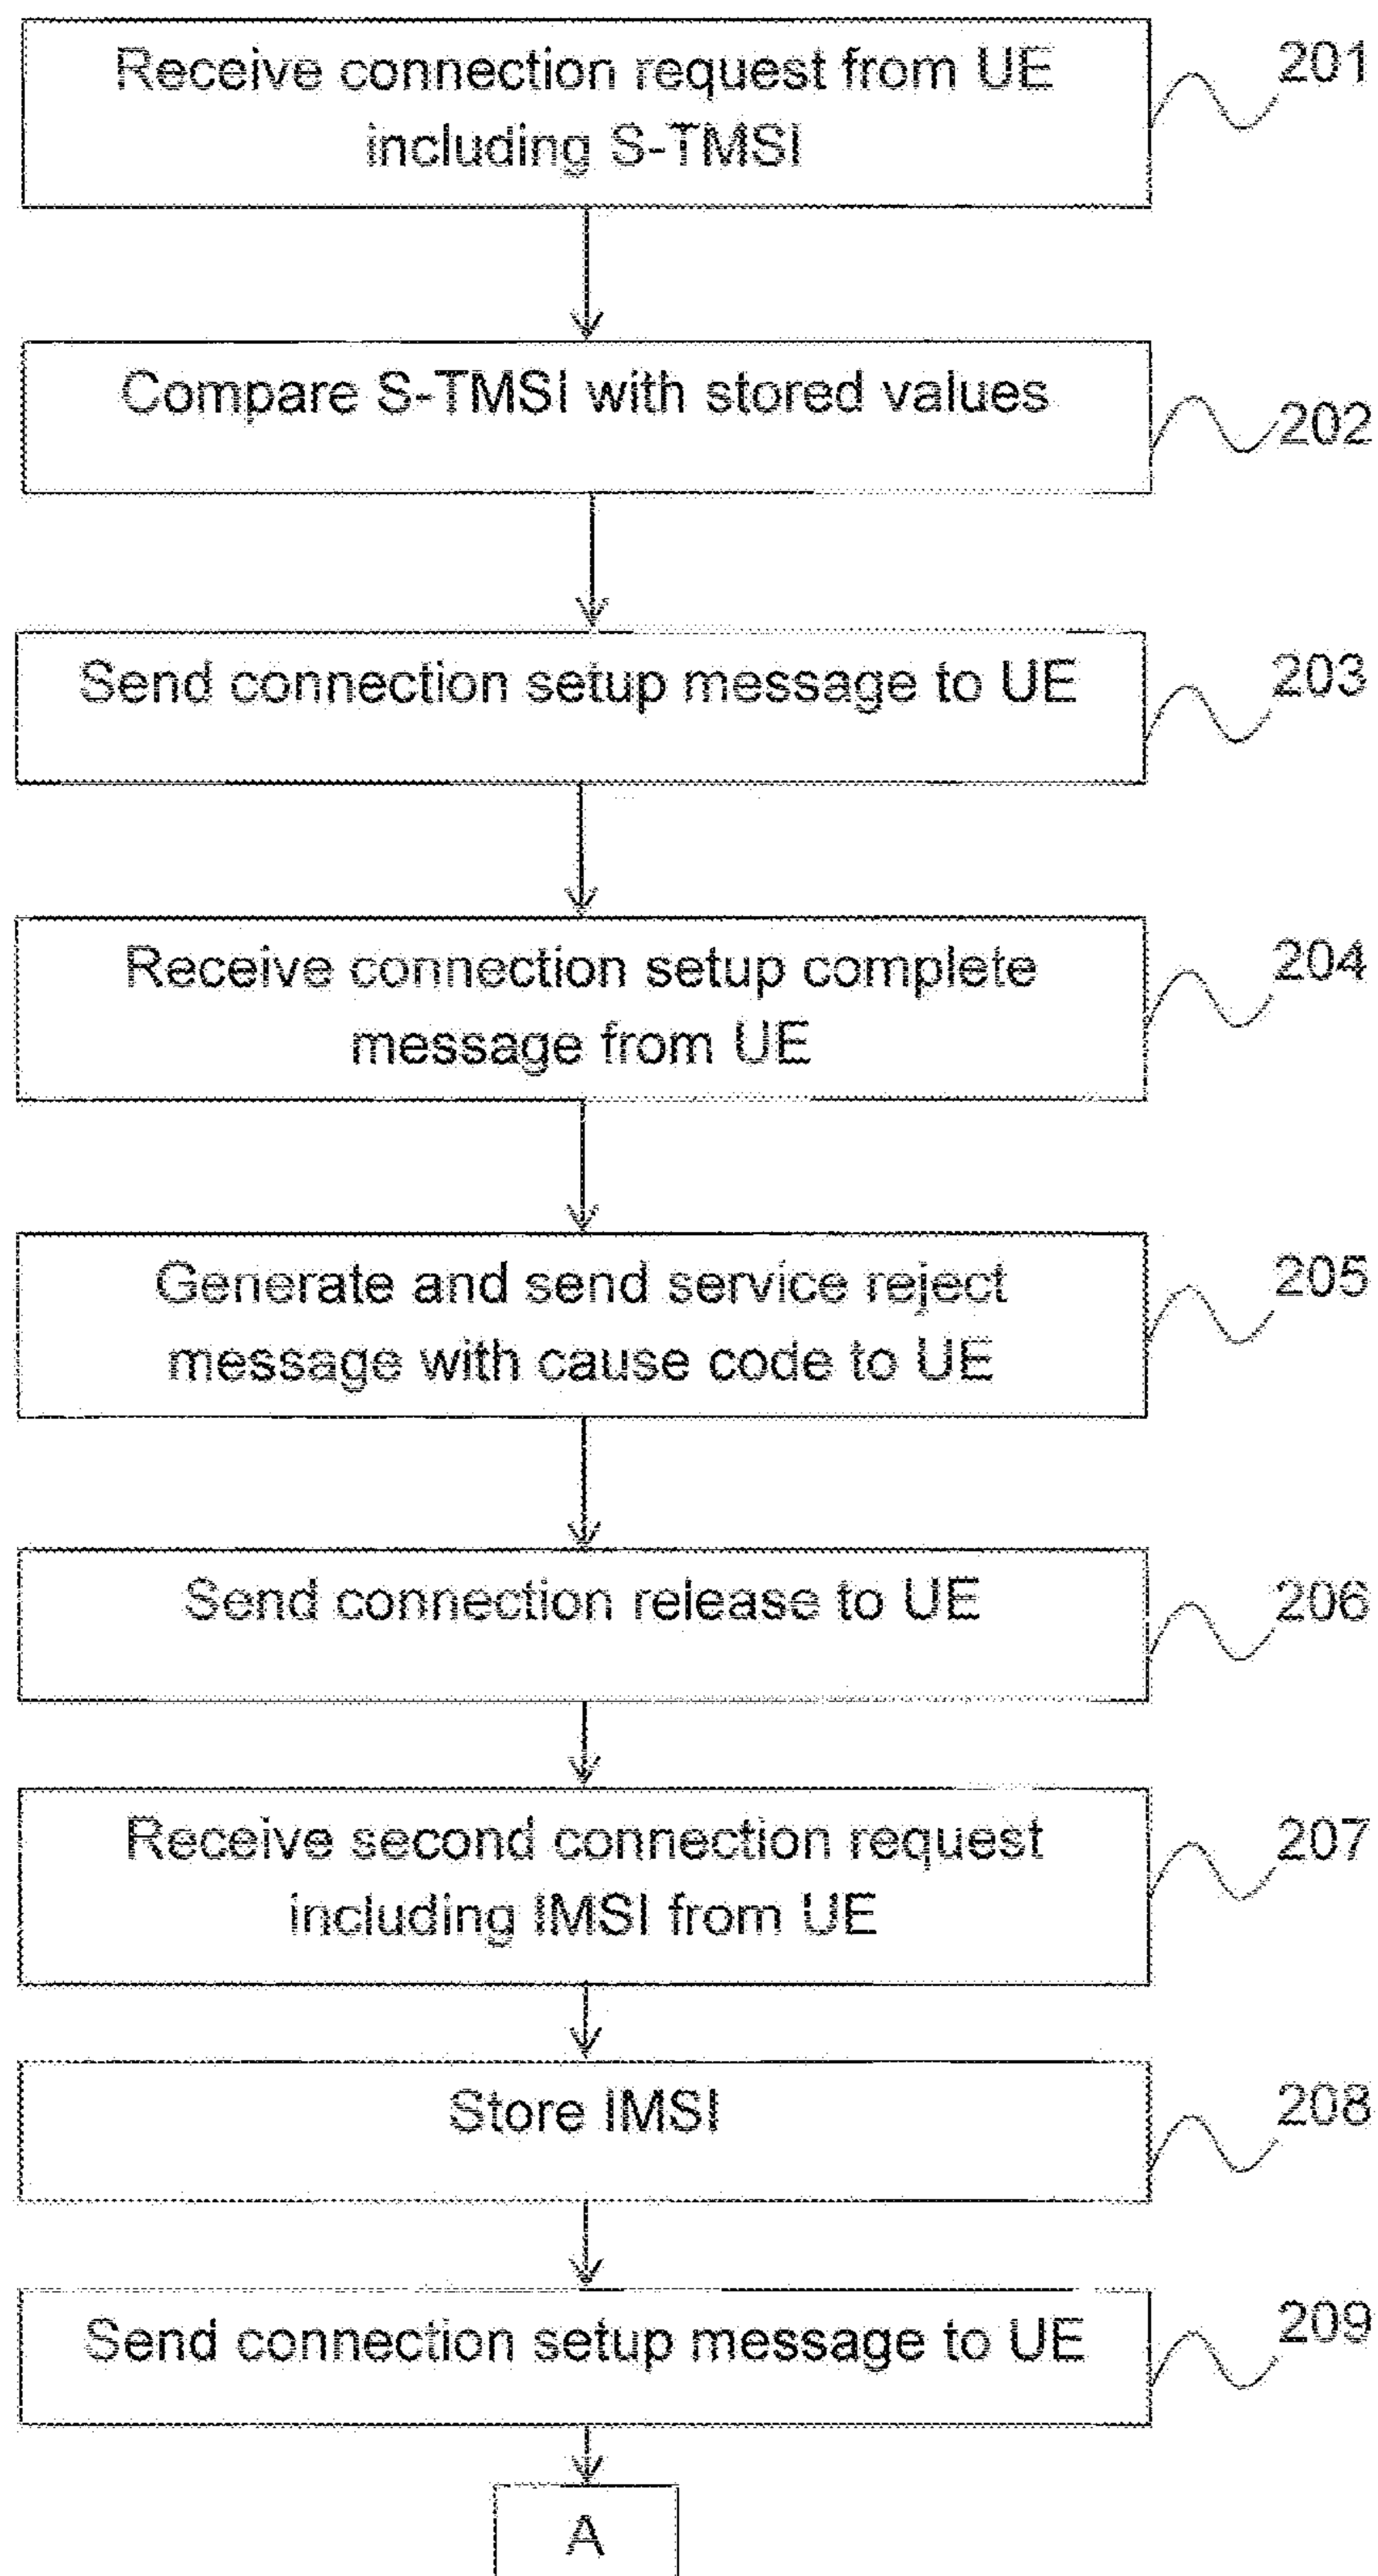 Receive connection request from UE
including S-TMSI
201
Compare S-TMSI with stored values
202
Send connection setup message to UE
203
Receive connection setup complete
message from UE
204
Generate and send service reject
message with cause code to UE
205
Send connection release to UE
206
Receive second connection request
including IMSI from UE
207
Store IMSI
208
Send connection setup message to UE
209
A